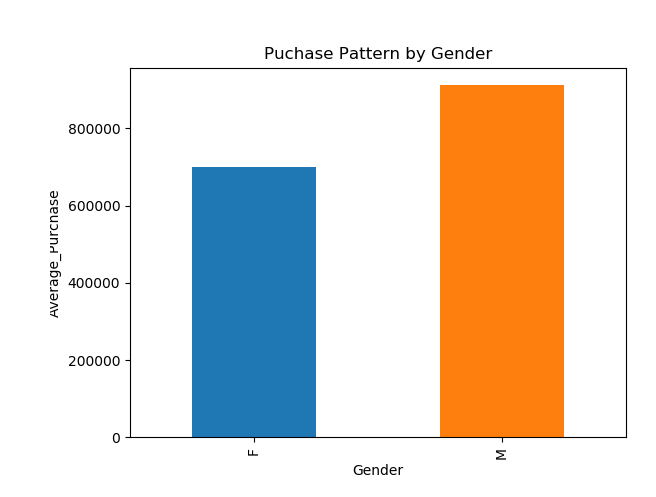 Puchase Pattern by Gender
800000
600000
400000
200000
0
Average_Purchase
F
M
Gender